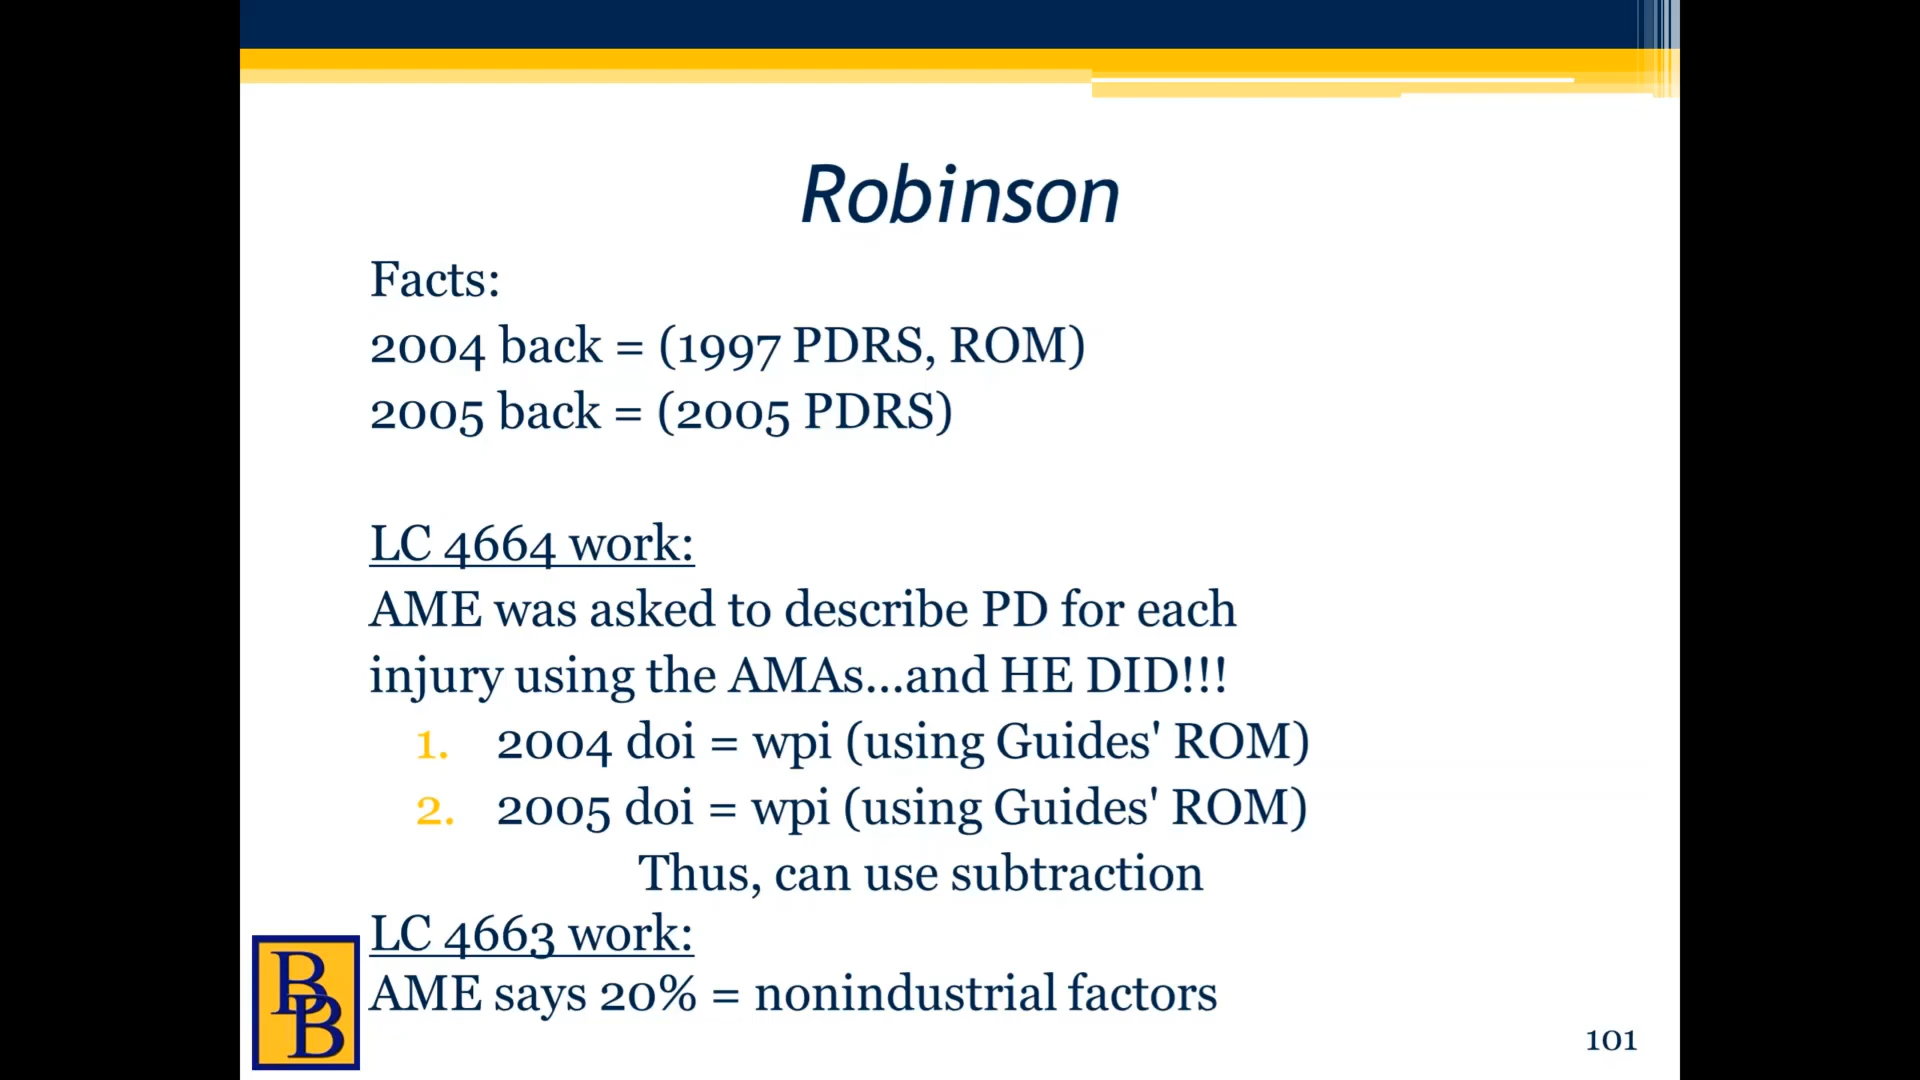 Robinson
Facts:
2004 back = (1997 PDRS, ROM)
2005 back = (2005 PDRS)
LC 4664 work:
AME was asked to describe PD for each
injury using the AMAs...and HE DID!!!
1. 2004 doi = wpi (using Guides' ROM)
2. 2005 doi = wpi (using Guides' ROM)
Thus, can use subtraction
LC 4663 work:
AME says 20% = nonindustrial factors
BB
101